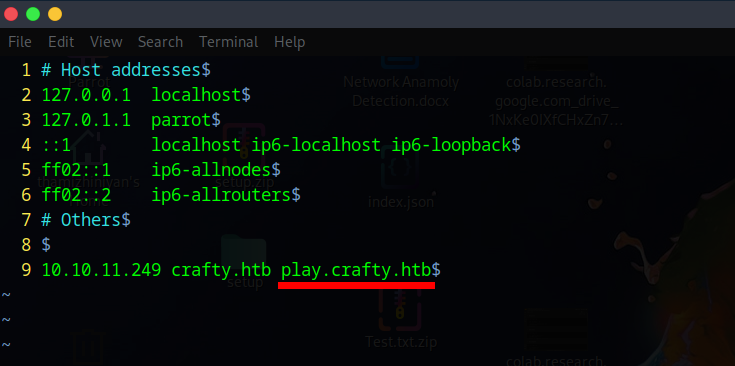 File Edit View Search Terminal Help
1 # Host addresses$
2 127.0.0.1 localhost$
3 127.0.1.1 parrot$
4 ::1 localhost ip6-localhost ip6-loopback$
5 ff02::1 ip6-allnodes$
6 ff02::2 ip6-allrouters$
7 # Others$
8 $
9 10.10.11.249 crafty.htb play.crafty.htb$
~
~
~
Parrot
Network.Anamoly
Detection.docx
colab.research.
google.com_drive_
setup.zip
index.json
setup
Test.txt.zip
colab.research.